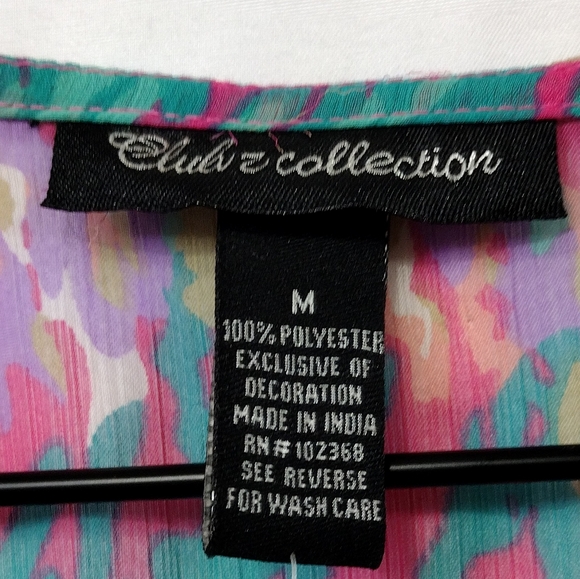 Club z collection
M
100% POLYESTER
EXCLUSIVE OF
DECORATION
MADE IN INDIA
RN#102368
SEE REVERSE
FOR WASH CARE